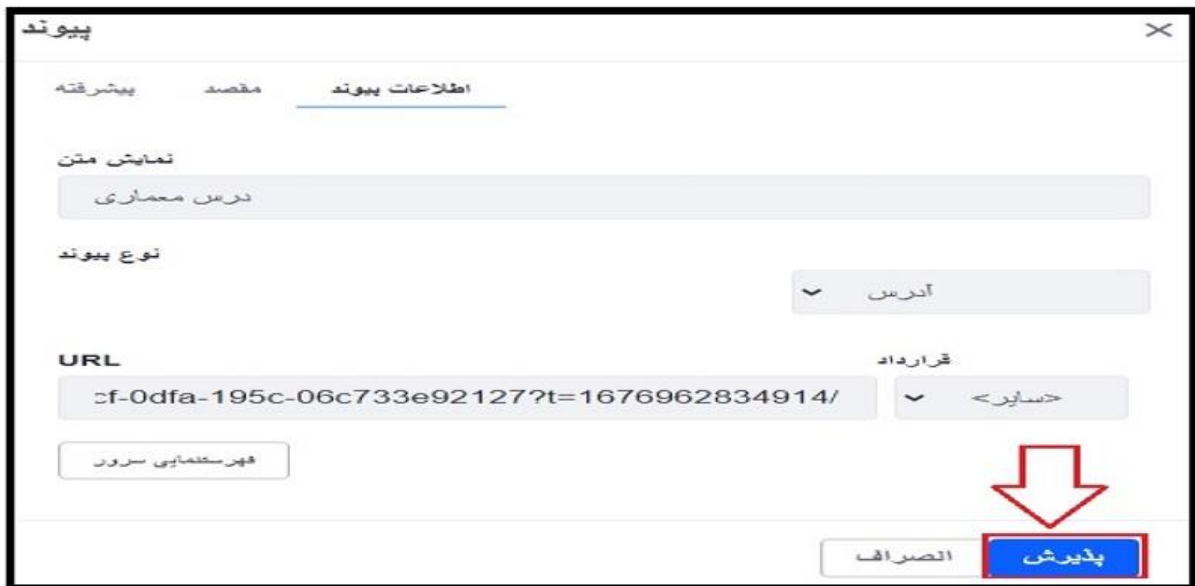 پیوند
اطلاعات پیوند مقصد پیشرفته
نمایش متن
درس معماری
نوع پیوند
آدرس
قرارداد URL
<سایر> cf-0dfa-195c-06c733e92127?t=1676962834914/
فهرستنمایی سرور
پذیرش انصراف